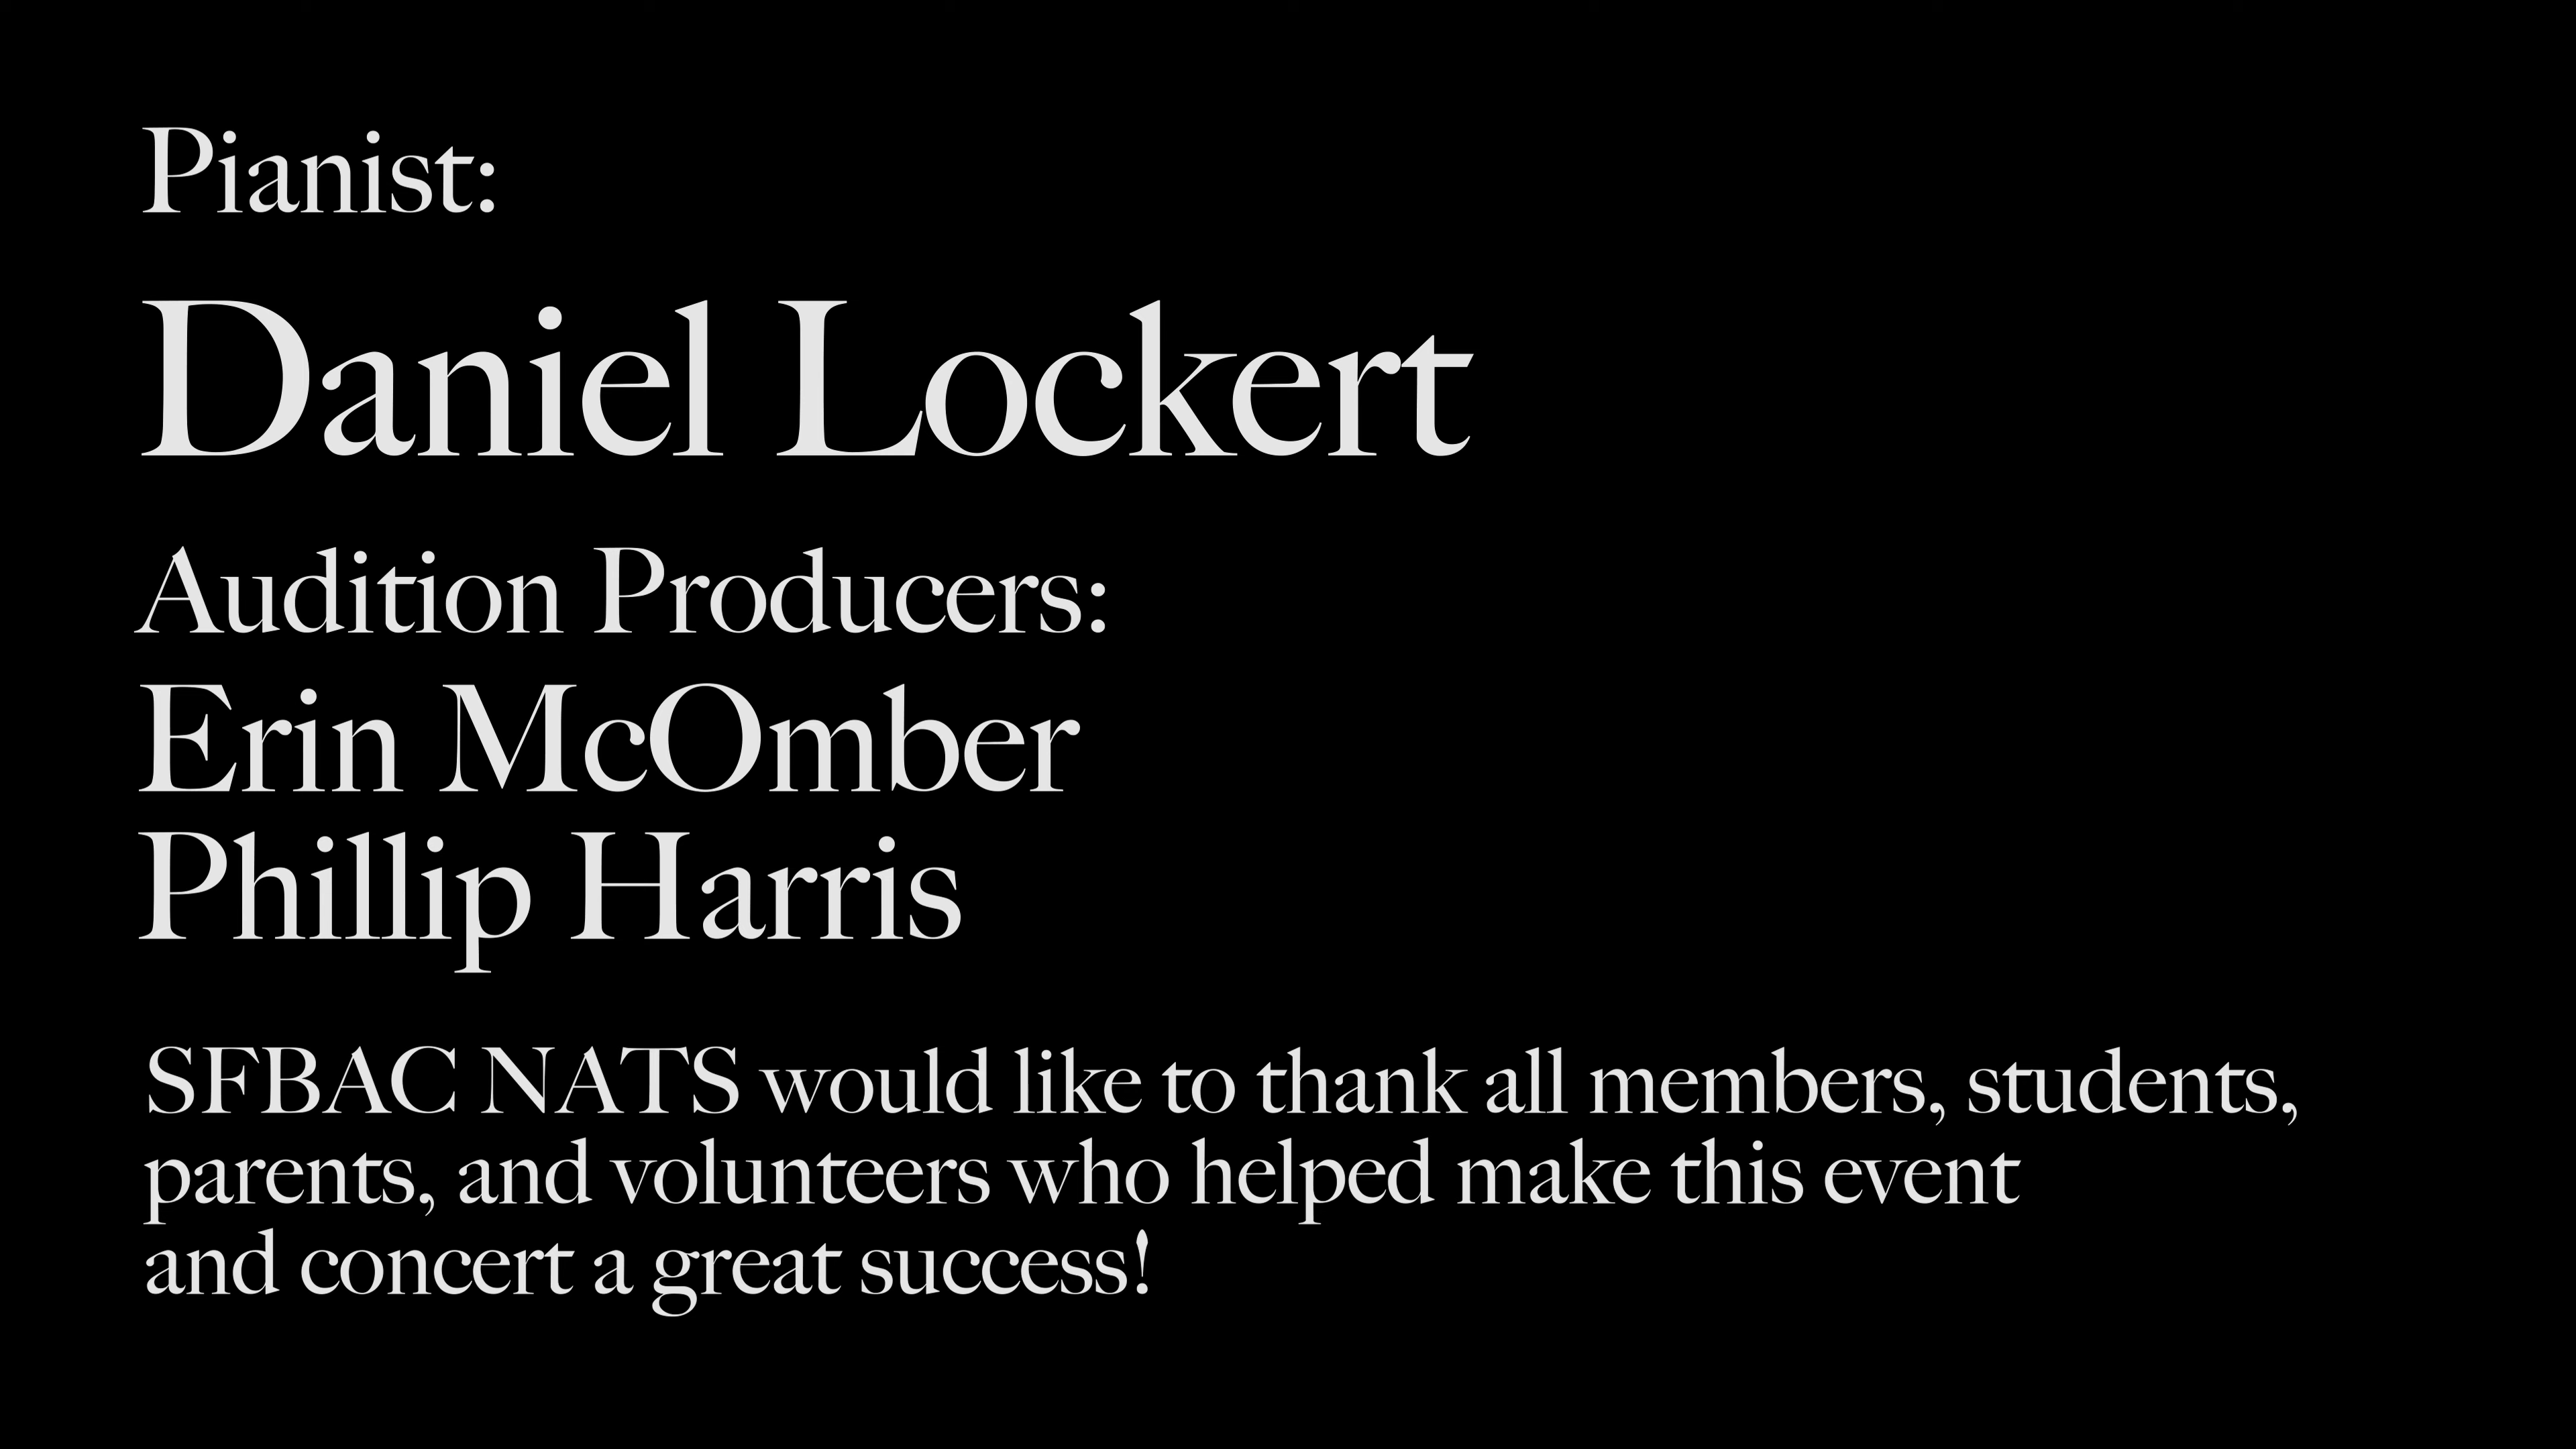 Pianist:
Daniel Lockert
Audition Producers:
Erin McOmber
Phillip Harris
SFBAC NATS would like to thank all members, students,
parents, and volunteers who helped make this event
and concert a great success!